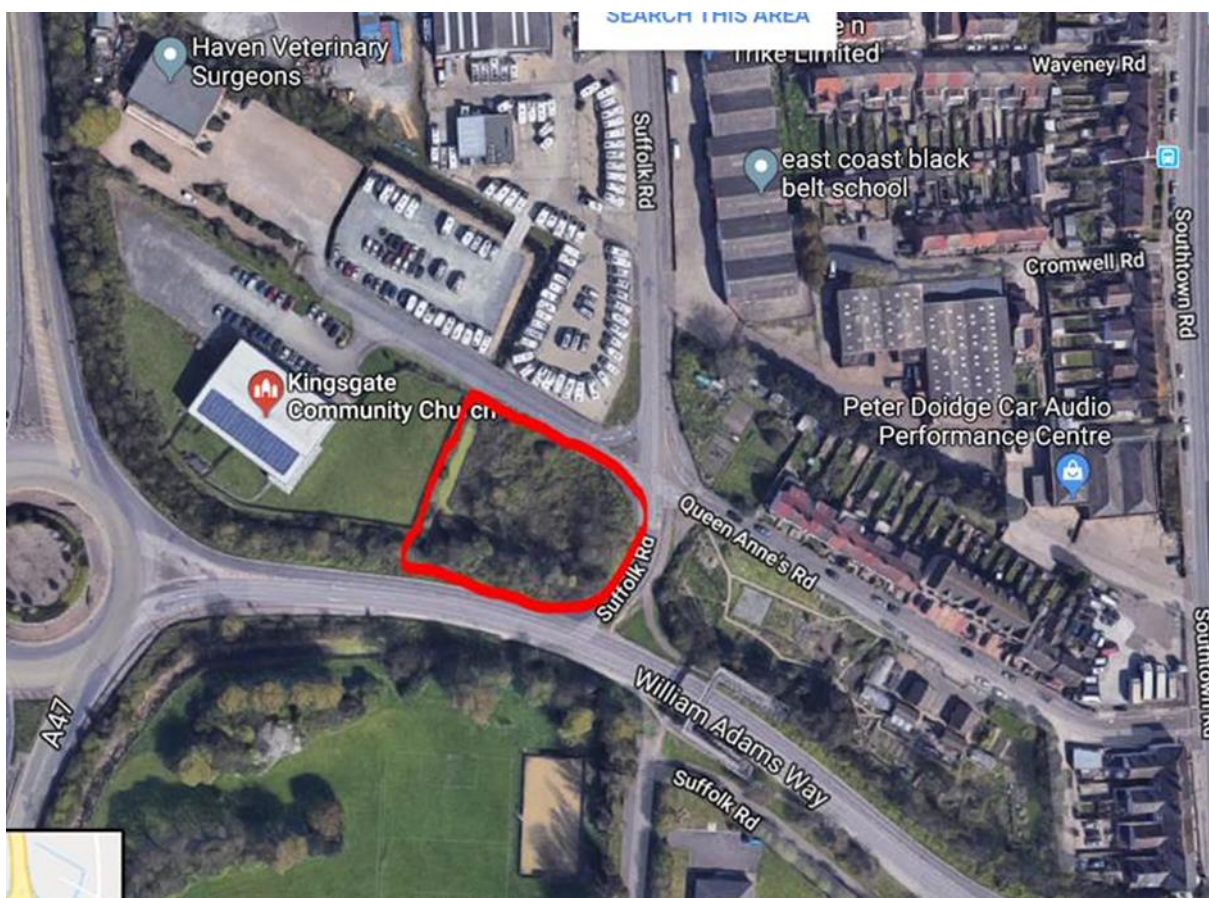 SEARCH THIS AREA
Haven Veterinary
Surgeons
Trike Limited
Waveney Rd
Suffolk Rd
east coast black
belt school
Southtown Rd
Cromwell Rd
Kingsgate
Community Church
Peter Doidge Car Audio
Performance Centre
Queen Anne's Rd
Suffolk Rd
William Adams Way
A47
Suffolk Rd
Southtown Rd